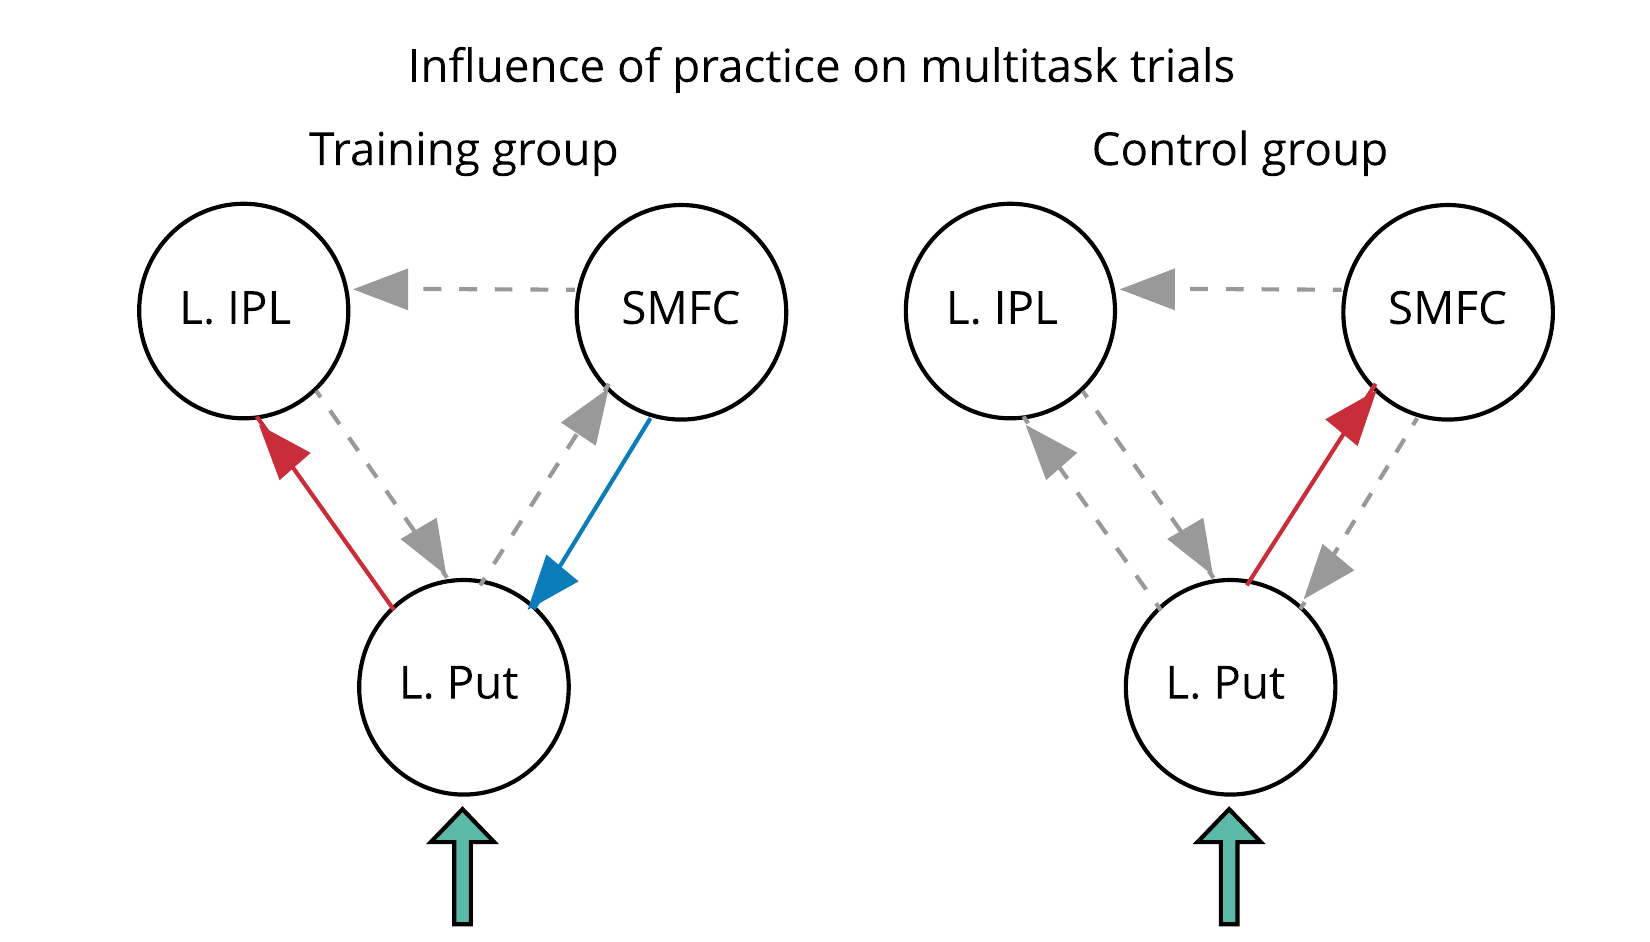 Influence of practice on multitask trials
Training group
Control group
L. IPL
SMFC
L. IPL
SMFC
L. Put
L. Put